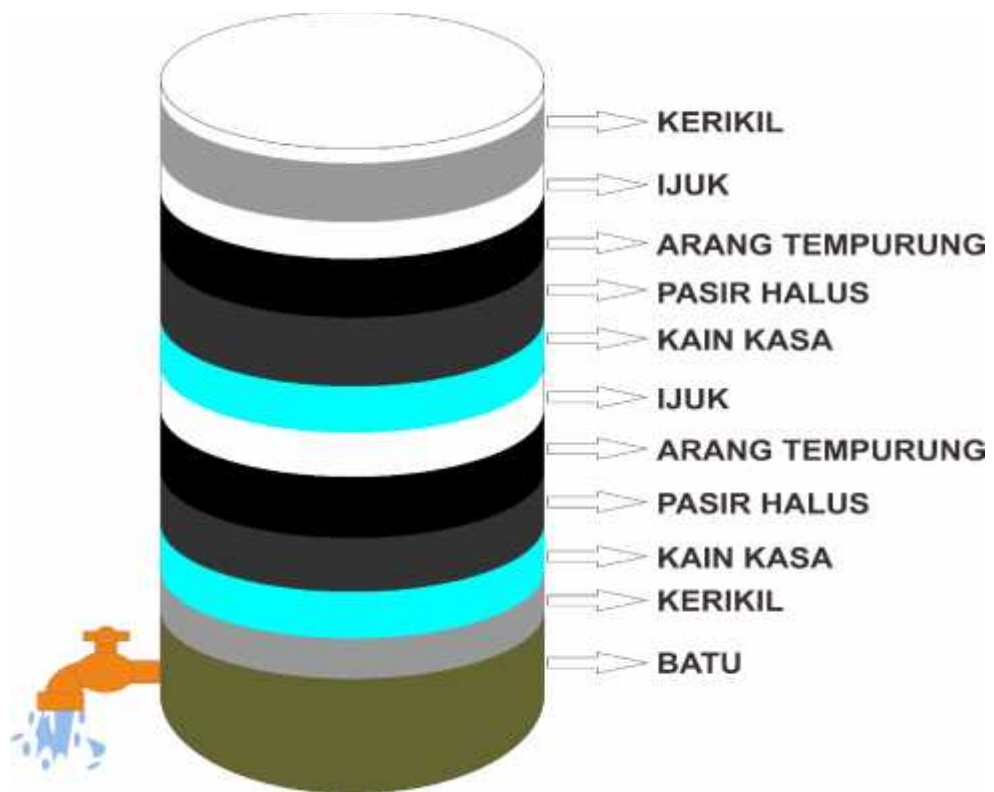 KERIKIL
IJUK
ARANG TEMPURUNG
PASIR HALUS
KAIN KASA
IJUK
ARANG TEMPURUNG
PASIR HALUS
KAIN KASA
KERIKIL
BATU